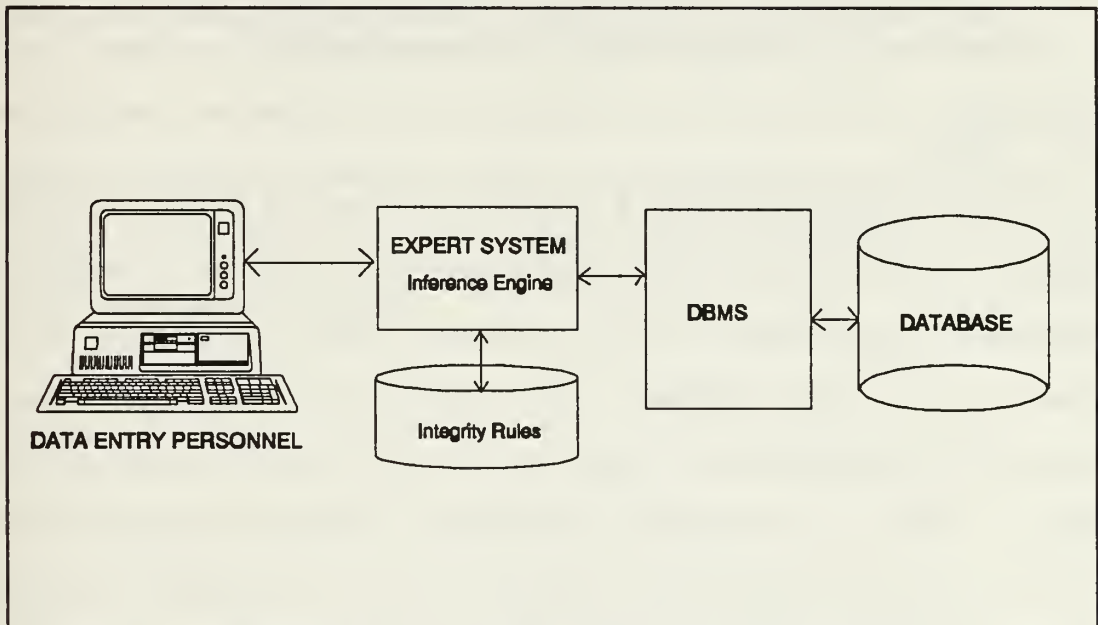 EXPERT SYSTEM
Inference Engine
DBMS
DATABASE
Integrity Rules
DATA ENTRY PERSONNEL